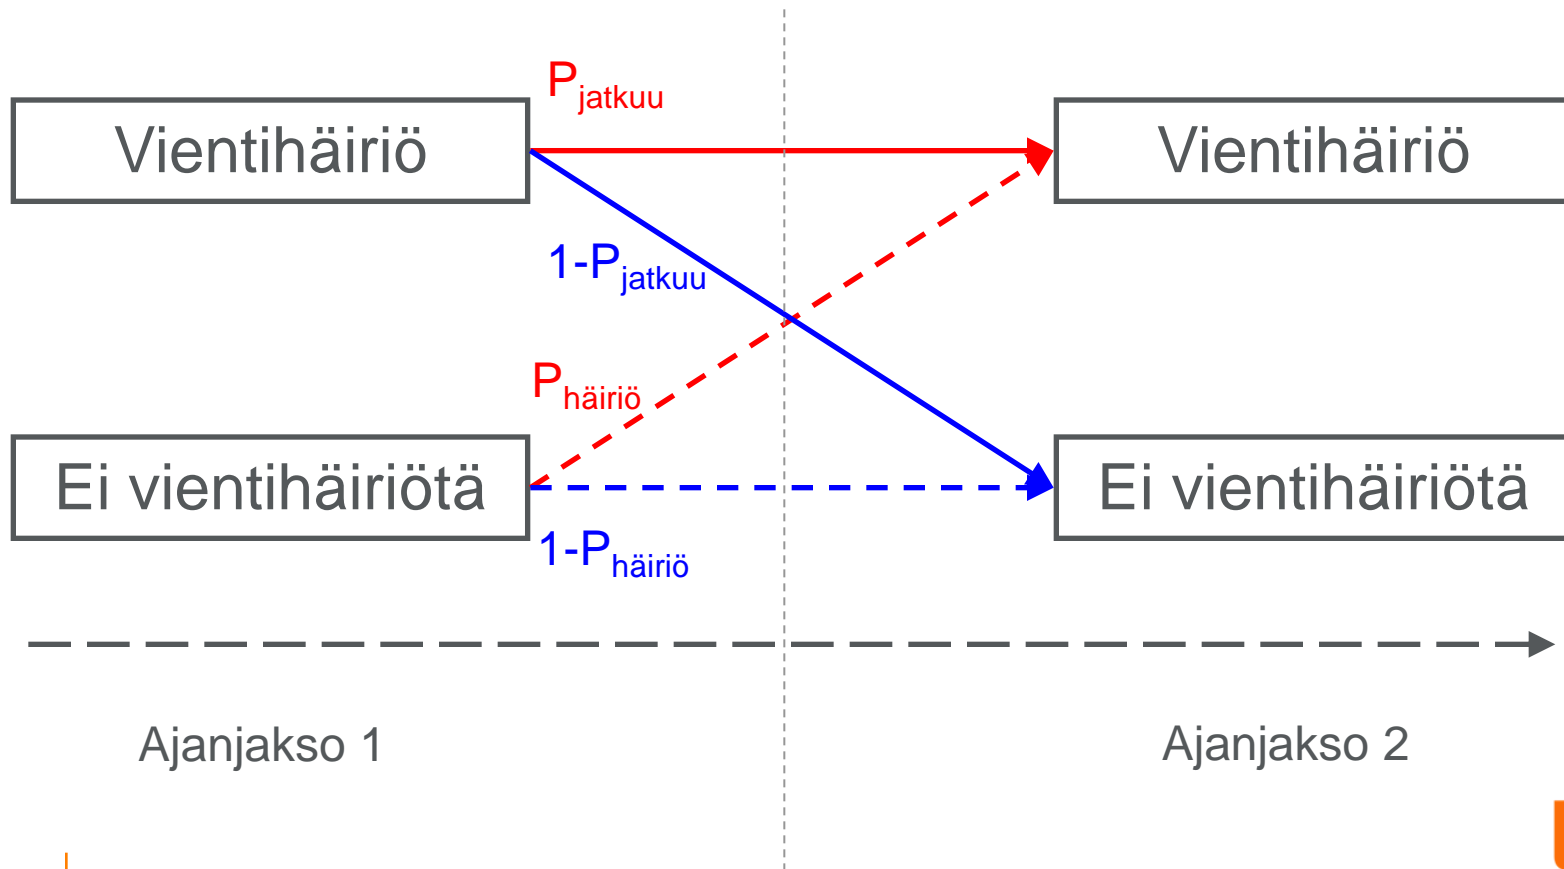 P_jatkuu
Vientihäiriö
Vientihäiriö
1-P_jatkuu
P_häiriö
Ei vientihäiriötä
Ei vientihäiriötä
1-P_häiriö
Ajanjakso 1
Ajanjakso 2